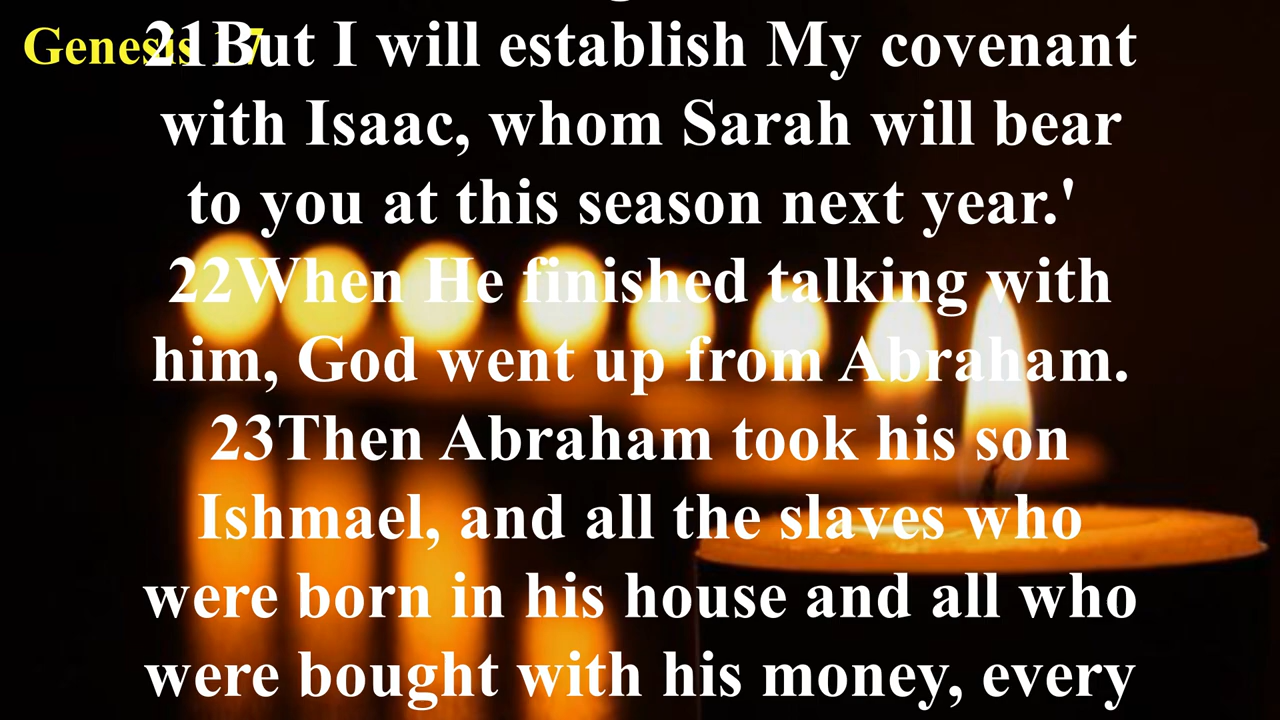 Genesis 17
21But I will establish My covenant
with Isaac, whom Sarah will bear
to you at this season next year.'
22When He finished talking with
him, God went up from Abraham.
23Then Abraham took his son
Ishmael, and all the slaves who
were born in his house and all who
were bought with his money, every